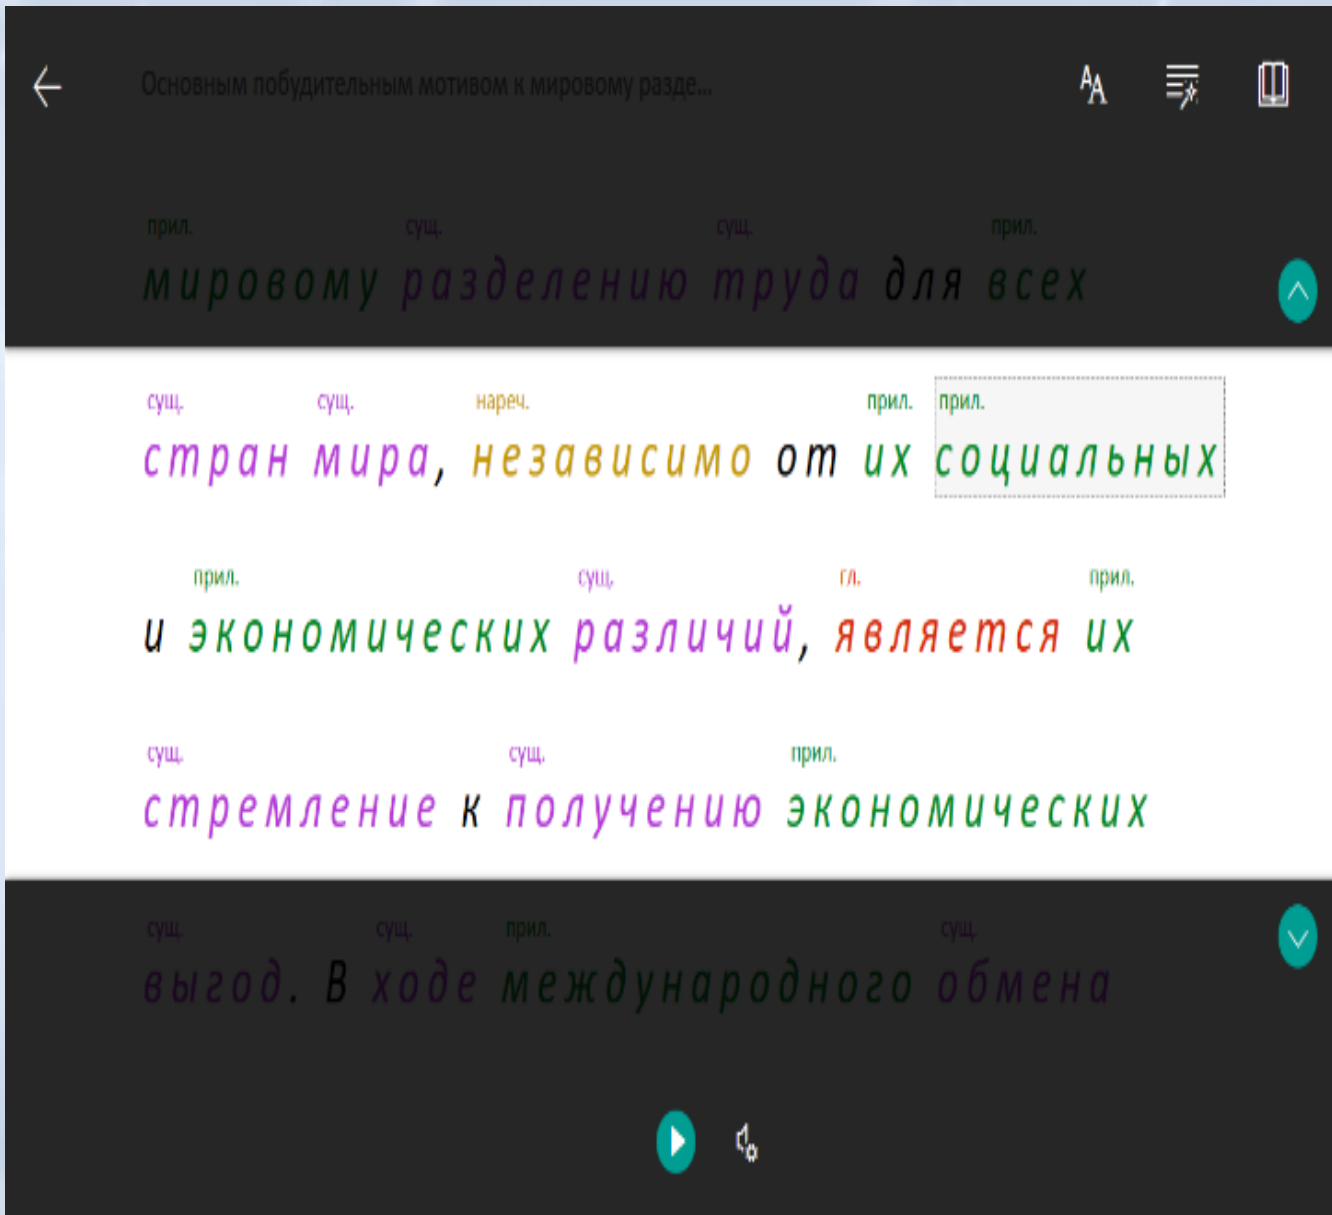 Основным побудительным мотивом к мировому разде...
прил. сущ. сущ. прил.
мировому разделению труда для всех
сущ. сущ. нареч. прил. прил.
стран мира, независимо от их социальных
прил. сущ. гл. прил.
и экономических различий, является их
сущ. сущ. прил.
стремление к получению экономических
сущ. сущ. прил. сущ.
выгод. В ходе международного обмена